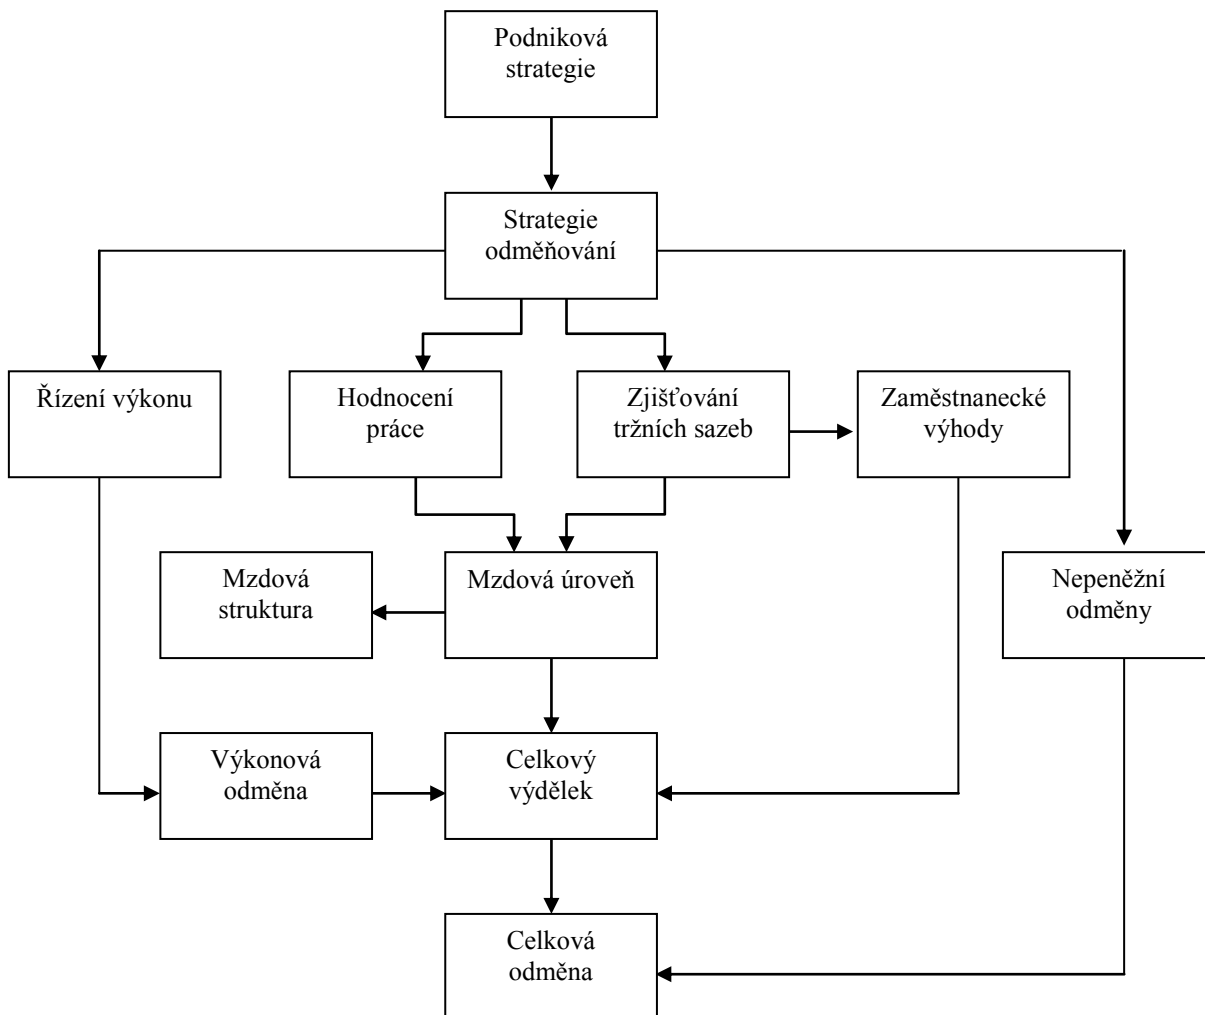 Podniková
strategie
Strategie
odměňování
Řízení výkonu
Hodnocení
práce
Zjišťování
tržních sazeb
Zaměstnanecké
výhody
Mzdová
struktura
Mzdová úroveň
Nepeněžní
odměny
Výkonová
odměna
Celkový
výdělek
Celková
odměna